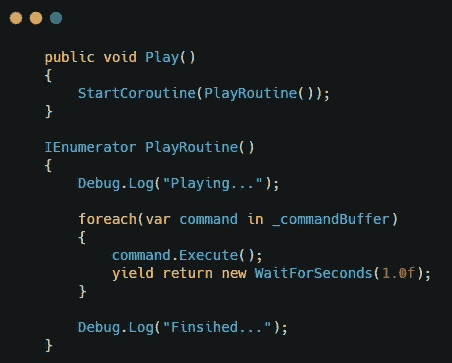 public void Play()
{
StartCoroutine(PlayRoutine());
}
IEnumerator PlayRoutine()
{
Debug.Log("Playing...");
foreach(var command in _commandBuffer)
{
command.Execute();
yield return new WaitForSeconds(1.0f);
}
Debug.Log("Finsihed...");
}